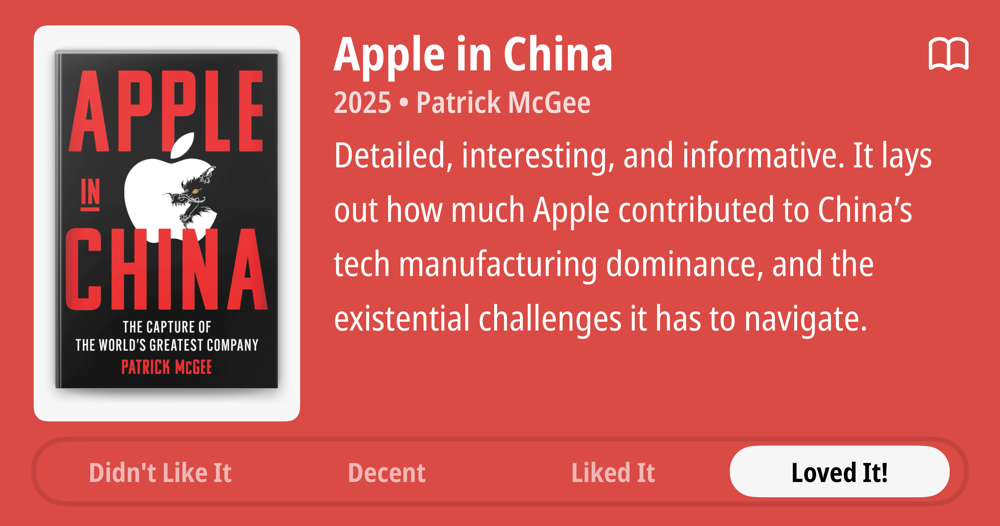 APPLE
IN
CHINA
THE CAPTURE OF
THE WORLD'S GREATEST COMPANY
PATRICK McGEE
Apple in China
2025 • Patrick McGee
Detailed, interesting, and informative. It lays
out how much Apple contributed to China’s
tech manufacturing dominance, and the
existential challenges it has to navigate.
Didn't Like It
Decent
Liked It
Loved It!